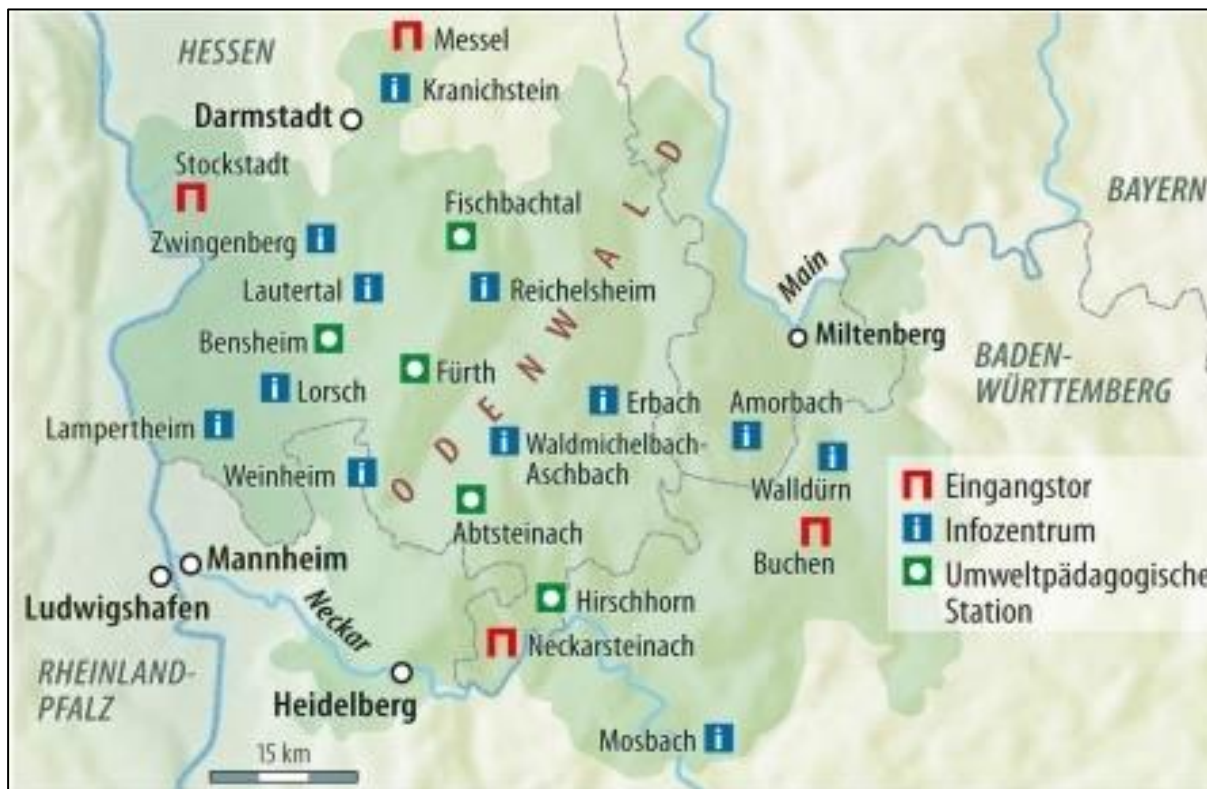 HESSEN
Messel
Kranichstein
Darmstadt
Stockstadt
Fischbachtal
BAYERN
Zwingenberg
Lautertal
Reichelsheim
Main
Bensheim
Miltenberg
Fürth
BADEN-
WÜRTTEMBERG
ODENWALD
Lorsch
Erbach
Amorbach
Lampertheim
Waldmichelbach-
Aschbach
Weinheim
Walldürn
Eingangstor
Abtsteinach
Infozentrum
Mannheim
Buchen
Umweltpädagogische
Station
Ludwigshafen
Neckar
Hirschhorn
Neckarsteinach
RHEINLAND-
PFALZ
Heidelberg
Mosbach
15 km